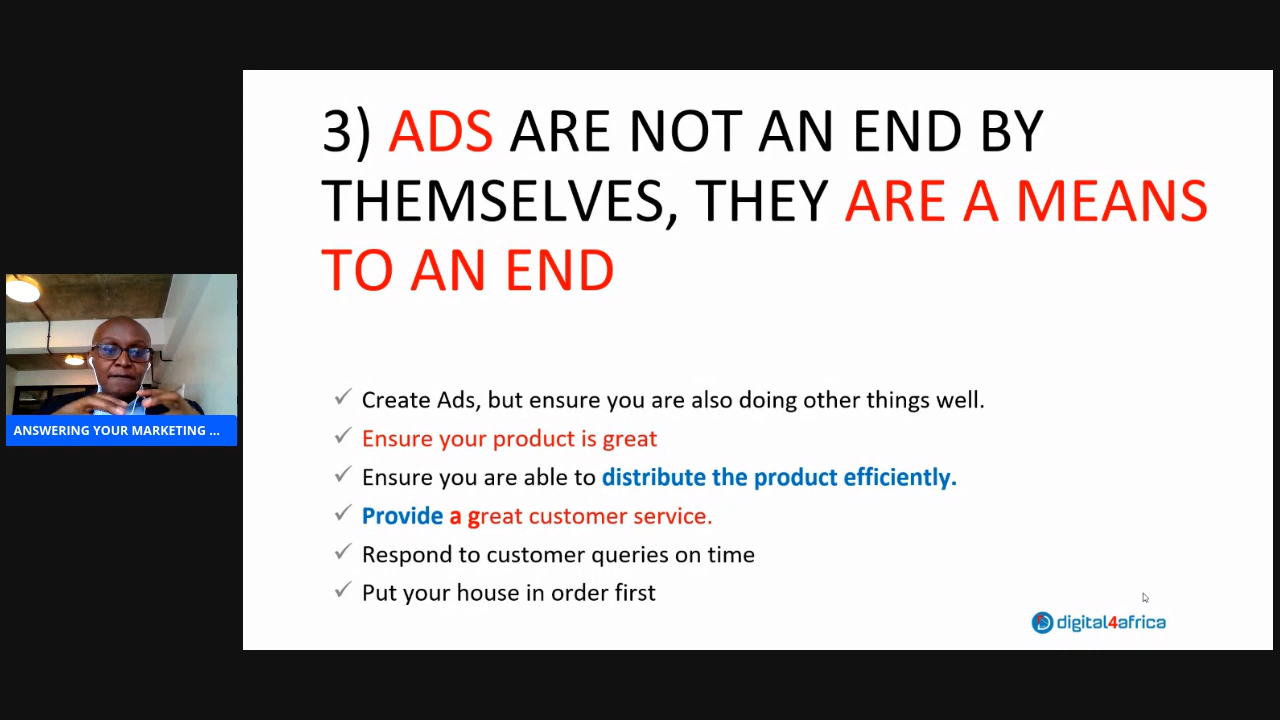 3) ADS ARE NOT AN END BY
THEMSELVES, THEY ARE A MEANS
TO AN END
✓ Create Ads, but ensure you are also doing other things well.
✓ Ensure your product is great
✓ Ensure you are able to distribute the product efficiently.
✓ Provide a great customer service.
✓ Respond to customer queries on time
✓ Put your house in order first
ANSWERING YOUR MARKETING ...
digital4africa